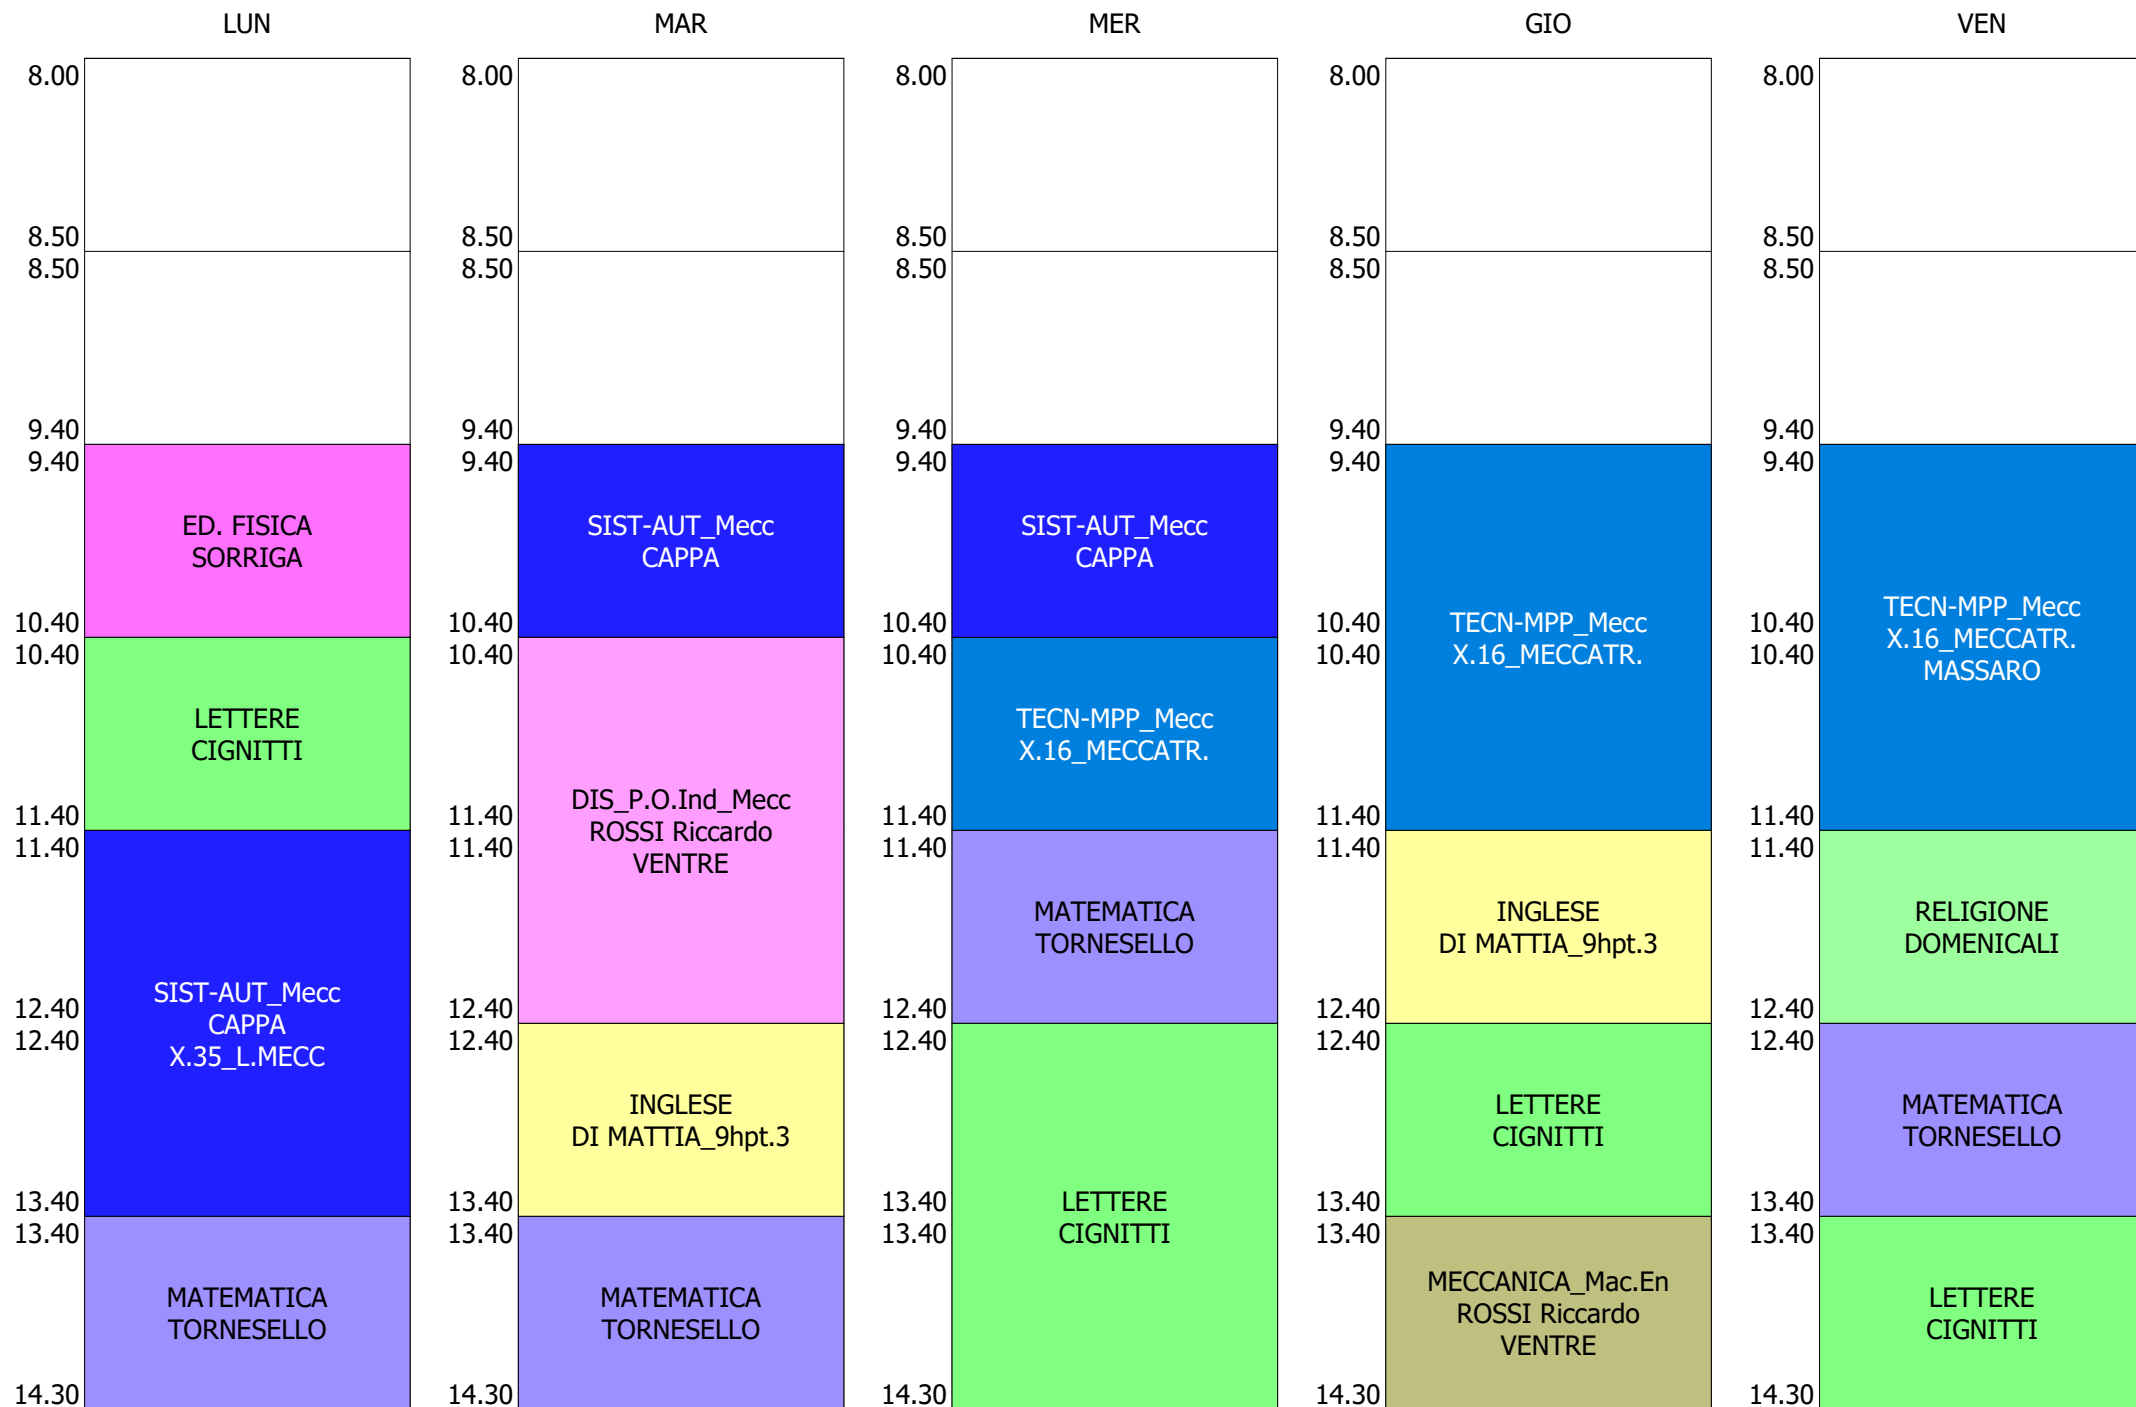 LUN
8.00
8.50
8.50
9.40
9.40
ED. FISICA
SORRIGA
10.40
10.40
LETTERE
CIGNITTI
11.40
11.40
SIST-AUT_Mecc
CAPPA
X.35_L.MECC
12.40
12.40
13.40
13.40
MATEMATICA
TORNESELLO
14.30
MAR
8.00
8.50
8.50
9.40
9.40
SIST-AUT_Mecc
CAPPA
10.40
10.40
DIS_P.O.Ind_Mecc
ROSSI Riccardo
VENTRE
11.40
11.40
12.40
12.40
INGLESE
DI MATTIA_9hpt.3
13.40
13.40
MATEMATICA
TORNESELLO
14.30
MER
8.00
8.50
8.50
9.40
9.40
SIST-AUT_Mecc
CAPPA
10.40
10.40
TECN-MPP_Mecc
X.16_MECCATR.
11.40
11.40
MATEMATICA
TORNESELLO
12.40
12.40
LETTERE
CIGNITTI
13.40
13.40
14.30
GIO
8.00
8.50
8.50
9.40
9.40
TECN-MPP_Mecc
X.16_MECCATR.
10.40
10.40
11.40
11.40
INGLESE
DI MATTIA_9hpt.3
12.40
12.40
LETTERE
CIGNITTI
13.40
13.40
MECCANICA_Mac.En
ROSSI Riccardo
VENTRE
14.30
VEN
8.00
8.50
8.50
9.40
9.40
TECN-MPP_Mecc
X.16_MECCATR.
MASSARO
10.40
10.40
11.40
11.40
RELIGIONE
DOMENICALI
12.40
12.40
MATEMATICA
TORNESELLO
13.40
13.40
LETTERE
CIGNITTI
14.30